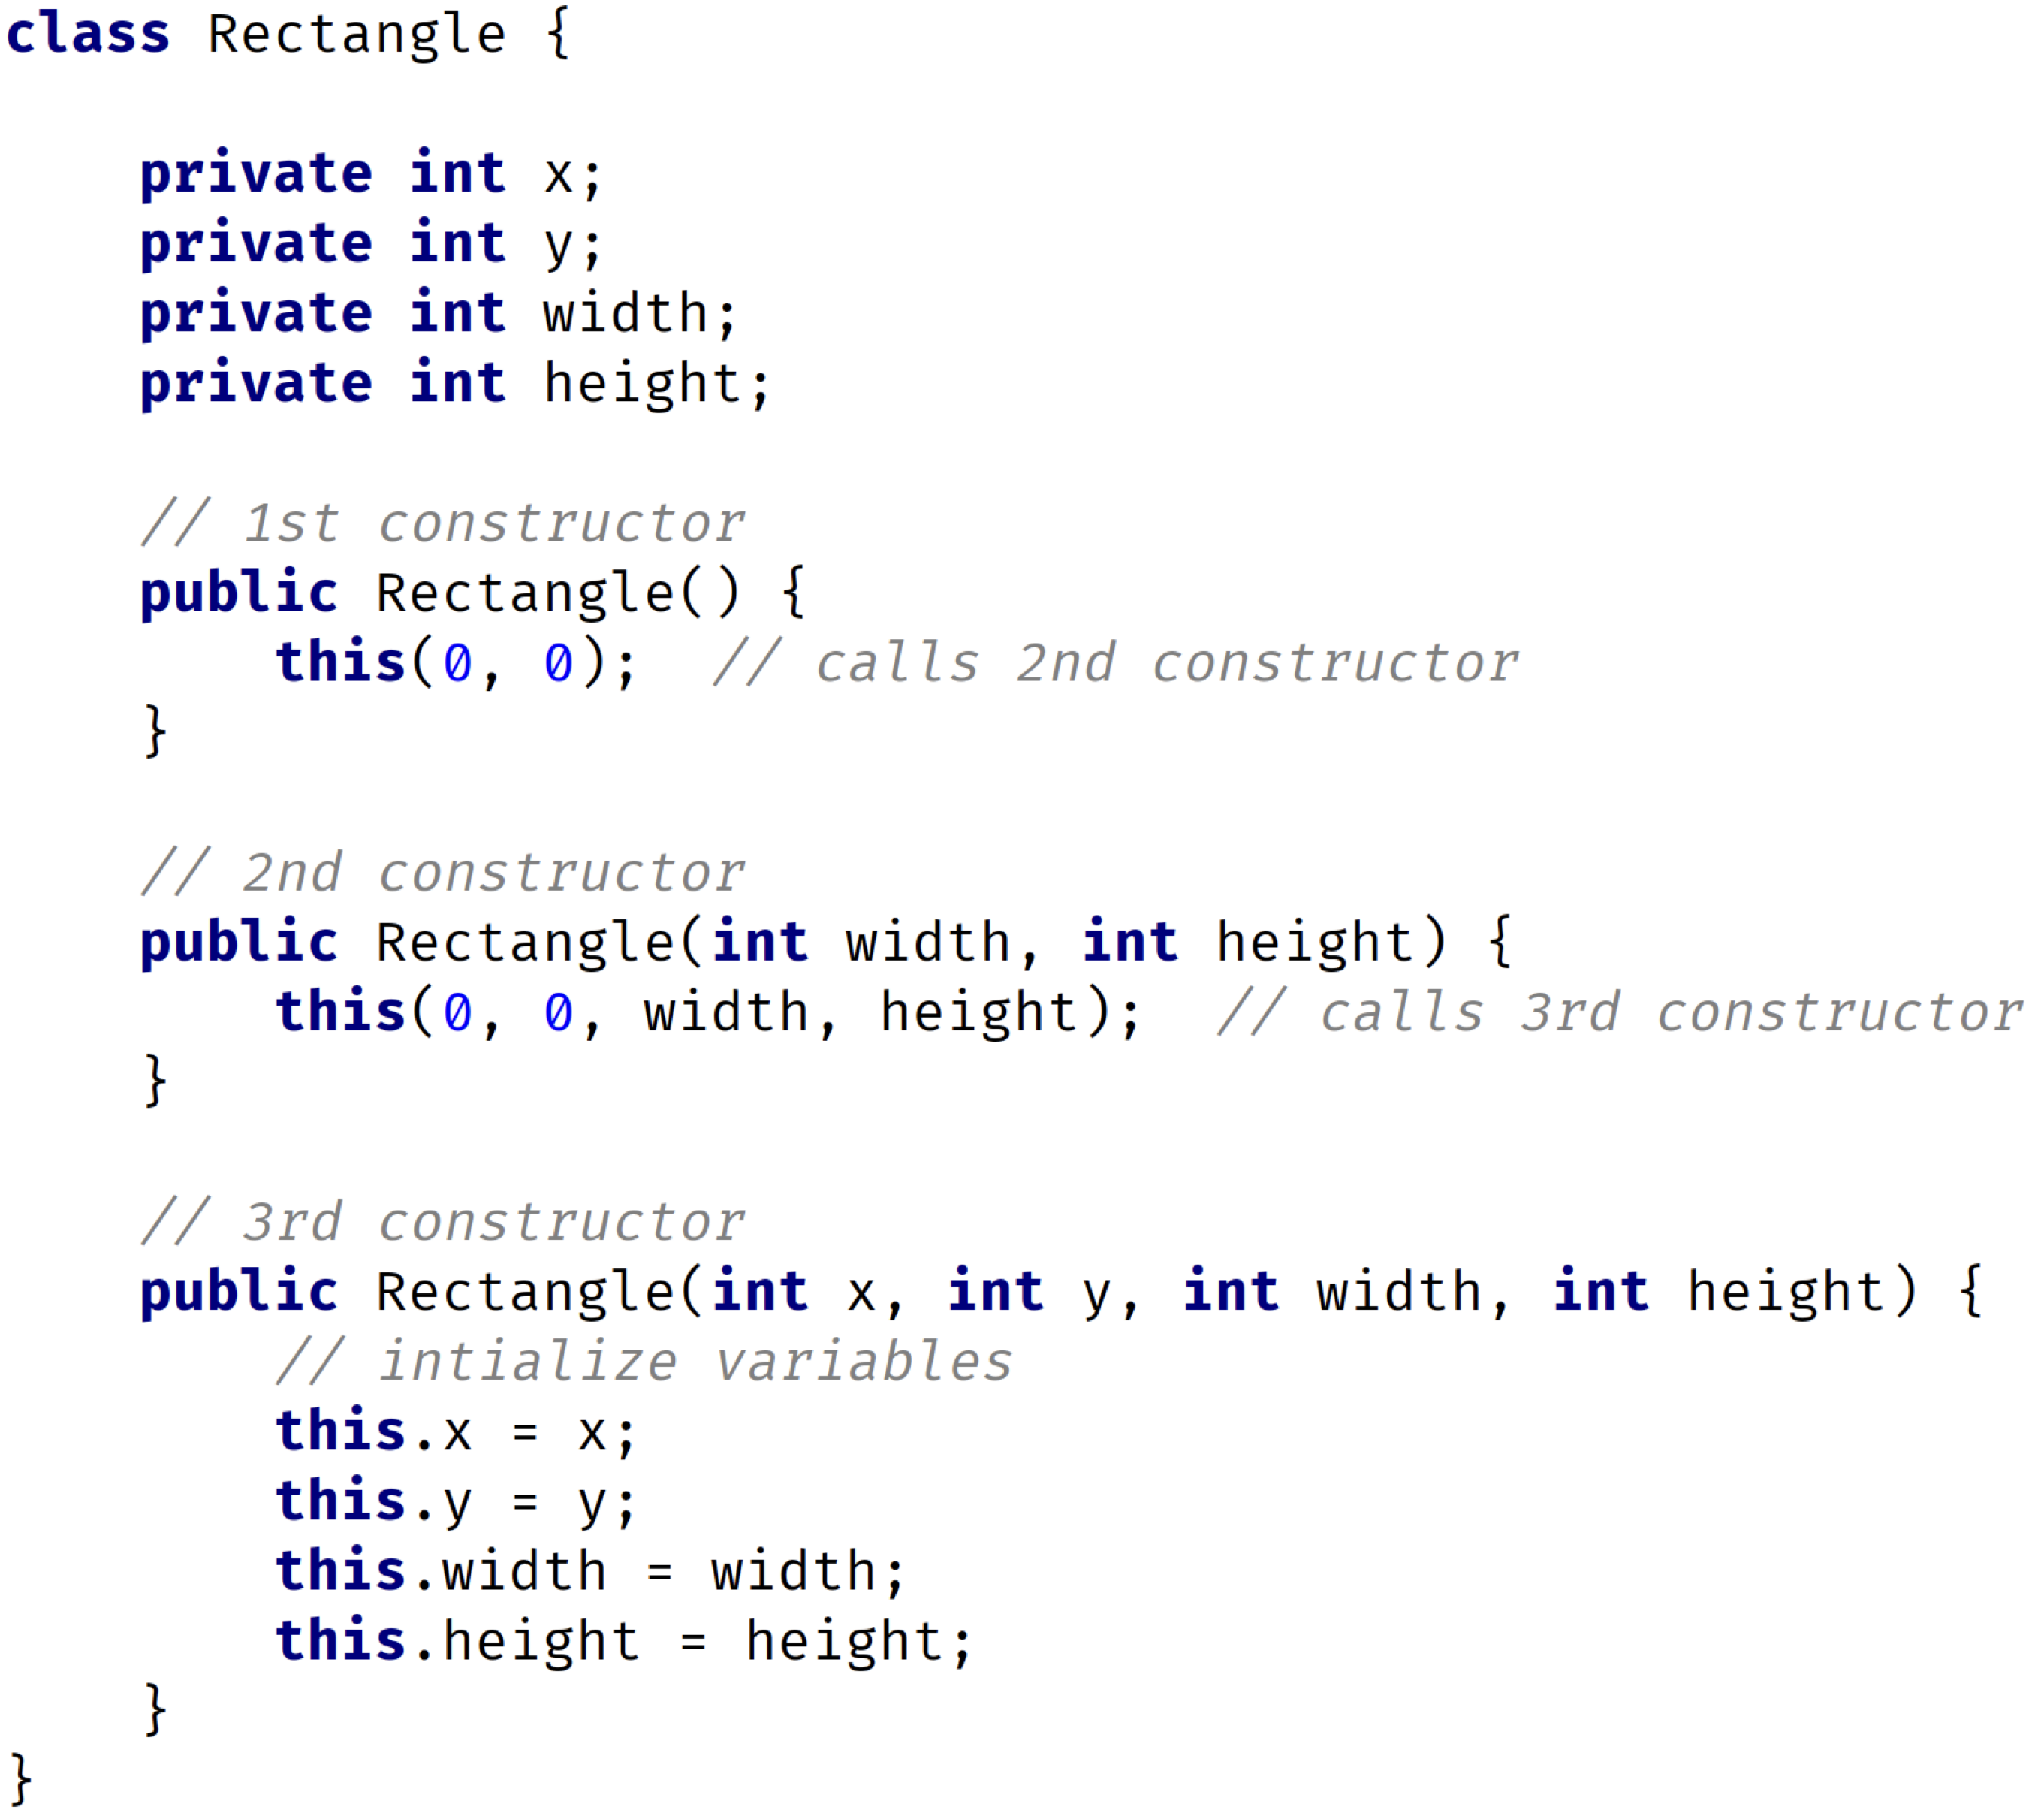 class Rectangle {
private int x;
private int y;
private int width;
private int height;
// 1st constructor
public Rectangle() {
this(0, 0);  // calls 2nd constructor
}
// 2nd constructor
public Rectangle(int width, int height) {
this(0, 0, width, height);  // calls 3rd constructor
}
// 3rd constructor
public Rectangle(int x, int y, int width, int height) {
// intialize variables
this.x = x;
this.y = y;
this.width = width;
this.height = height;
}
}